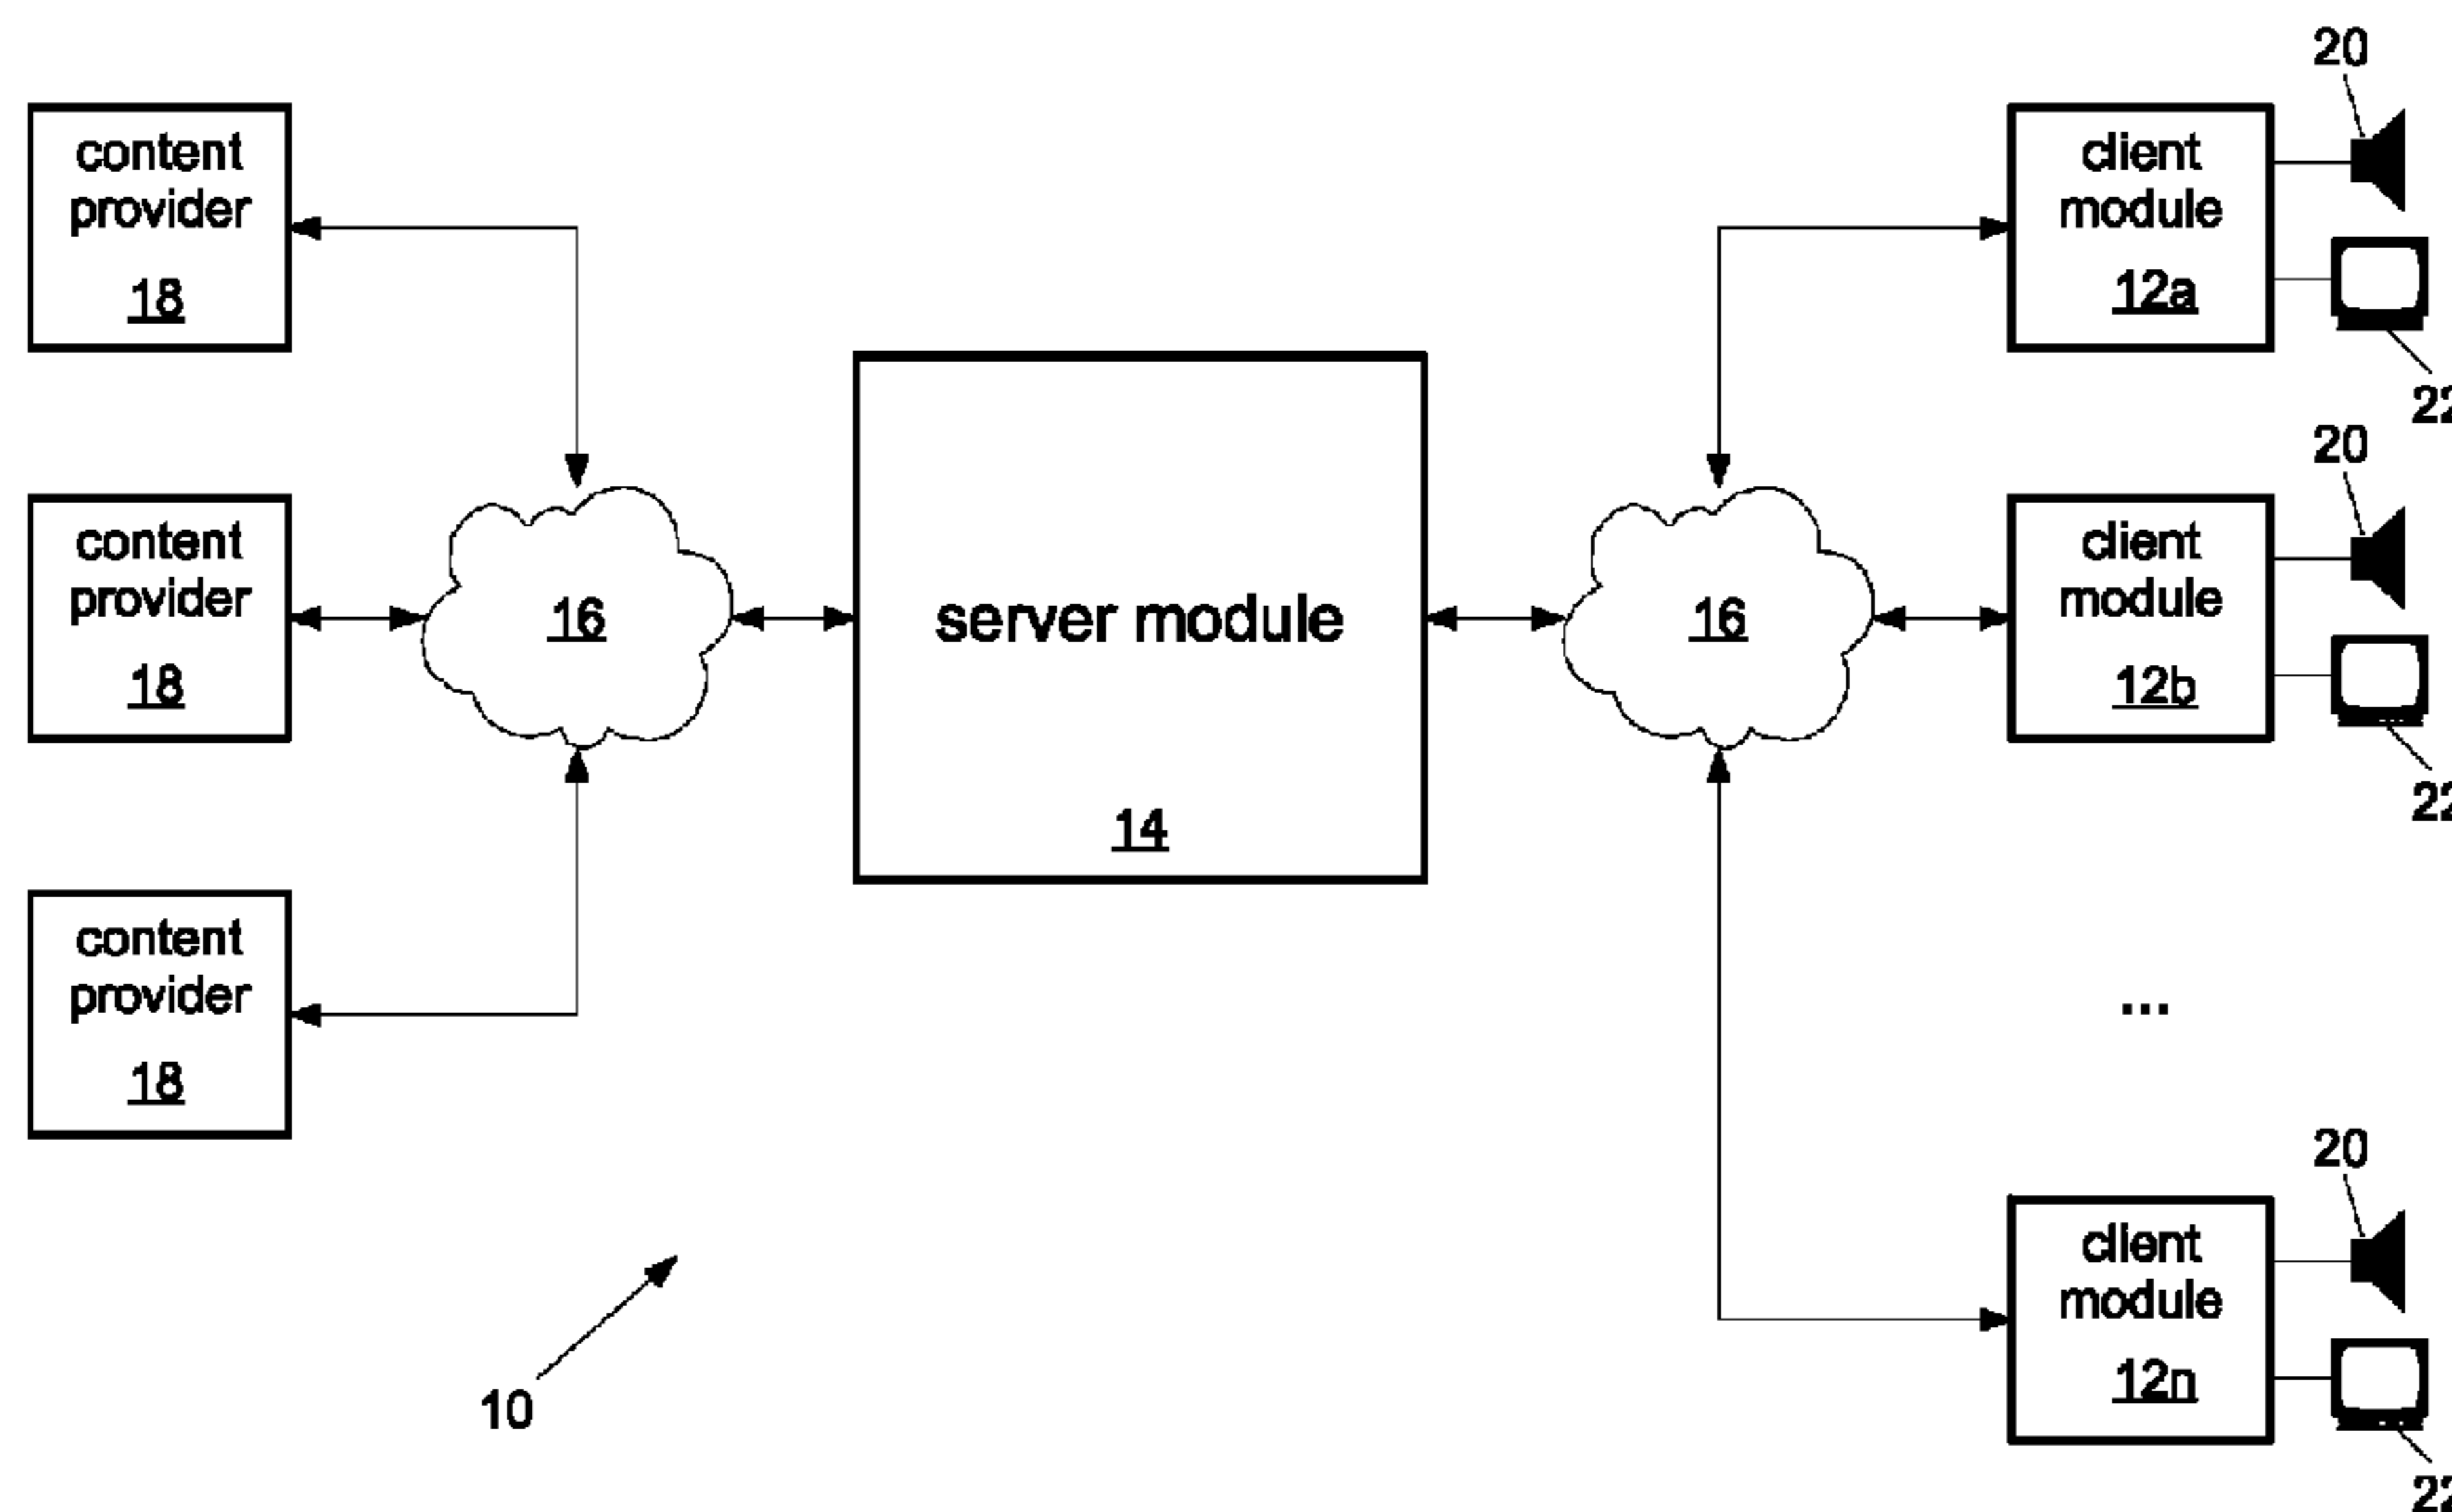 content
provider
18
content
provider
18
content
provider
18
16
server module
14
16
client
module
12a
20
22
client
module
12b
20
22
...
client
module
12n
20
22
10